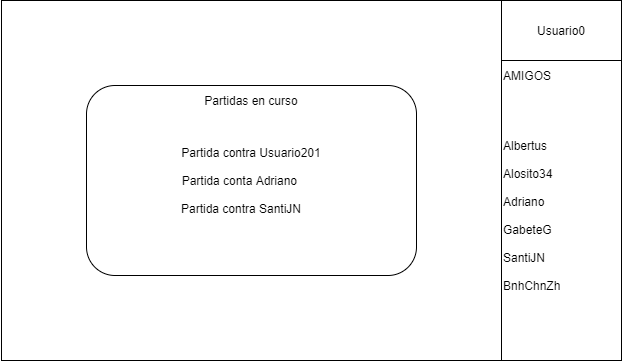 Usuario0
AMIGOS
Partidas en curso
Partida contra Usuario201
Partida conta Adriano
Partida contra SantiJN
Albertus
Alosito34
Adriano
GabeteG
SantiJN
BnhChnZh